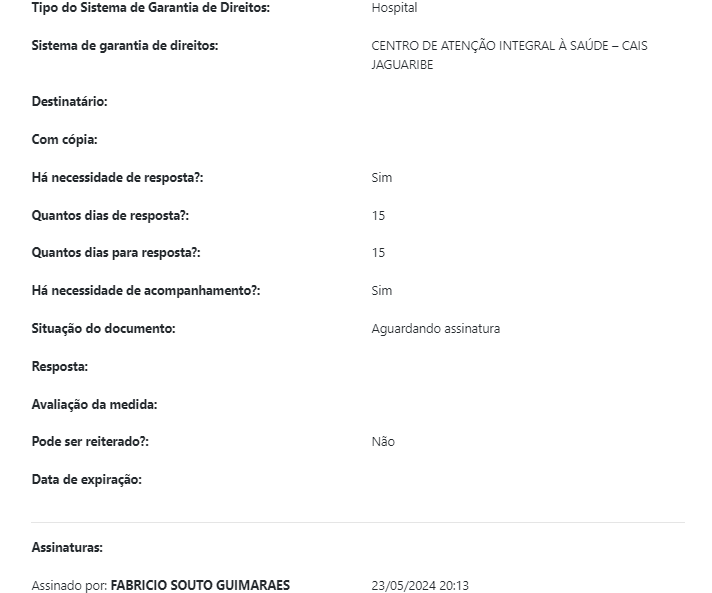 Tipo do Sistema de Garantia de Direitos: Hospital
Sistema de garantia de direitos: CENTRO DE ATENÇÃO INTEGRAL À SAÚDE – CAIS
JAGUARIBE
Destinatário:
Com cópia:
Há necessidade de resposta?: Sim
Quantos dias de resposta?: 15
Quantos dias para resposta?: 15
Há necessidade de acompanhamento?: Sim
Situação do documento: Aguardando assinatura
Resposta:
Avaliação da medida:
Pode ser reiterado?: Não
Data de expiração:
Assinaturas:
Assinado por: FABRICIO SOUTO GUIMARAES 23/05/2024 20:13